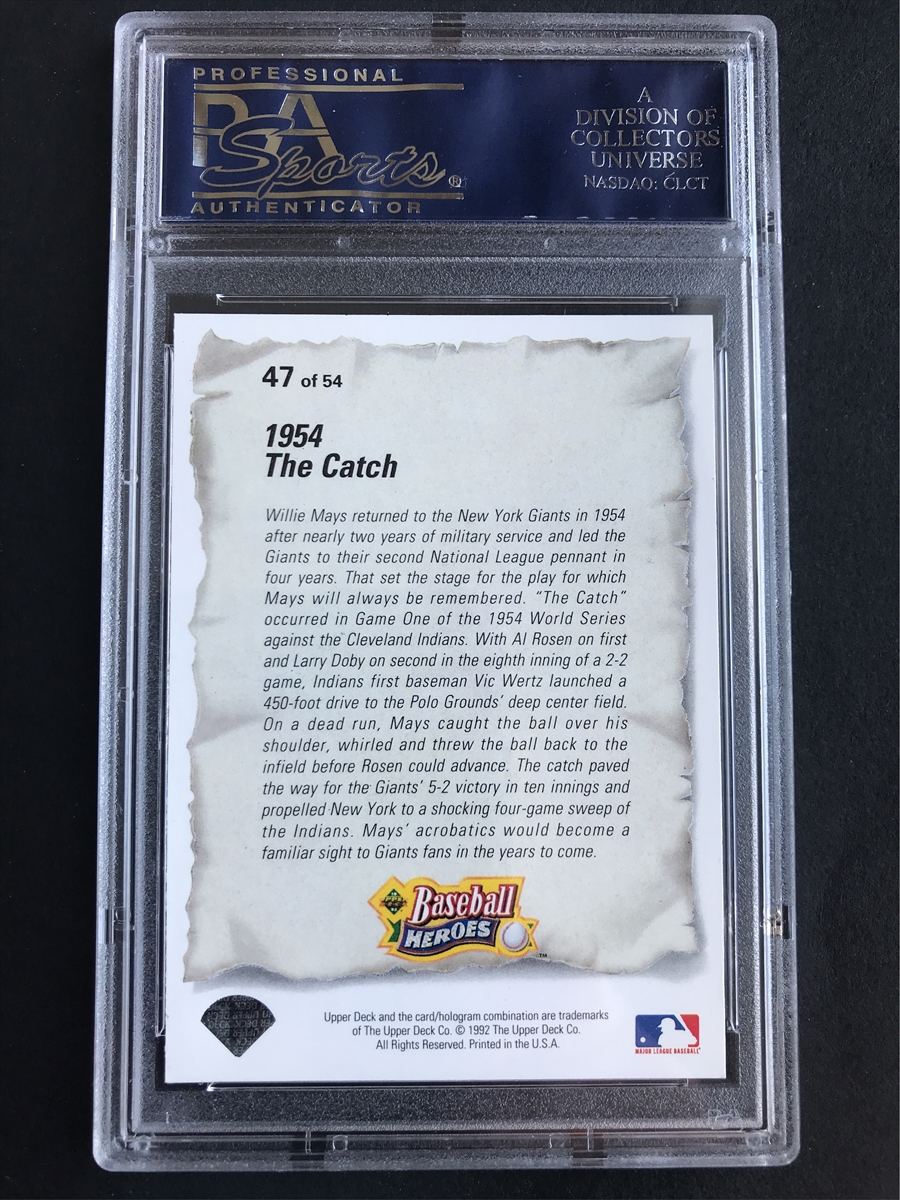 PROFESSIONAL
PSA
Sports®
AUTHENTICATOR
A
DIVISION OF
COLLECTORS
UNIVERSE
NASDAQ: CLCT
47 of 54
1954
The Catch
Willie Mays returned to the New York Giants in 1954
after nearly two years of military service and led the
Giants to their second National League pennant in
four years. That set the stage for the play for which
Mays will always be remembered. “The Catch”
occurred in Game One of the 1954 World Series
against the Cleveland Indians. With Al Rosen on first
and Larry Doby on second in the eighth inning of a 2-2
game, Indians first baseman Vic Wertz launched a
450-foot drive to the Polo Grounds’ deep center field.
On a dead run, Mays caught the ball over his
shoulder, whirled and threw the ball back to the
infield before Rosen could advance. The catch paved
the way for the Giants’ 5-2 victory in ten innings and
propelled New York to a shocking four-game sweep of
the Indians. Mays’ acrobatics would become a
familiar sight to Giants fans in the years to come.
Baseball
HEROES™
Upper Deck and the card/hologram combination are trademarks
of The Upper Deck Co. © 1992 The Upper Deck Co.
All Rights Reserved. Printed in the U.S.A.
MAJOR LEAGUE BASEBALL